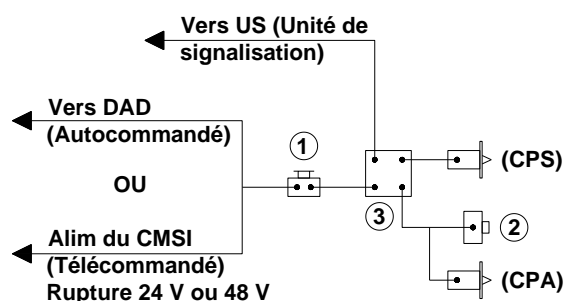 Vers US (Unité de
signalisation)
Vers DAD
(Autocommandé)
OU
Alim du CMSI
(Télécommandé)
Rupture 24 V ou 48 V
1
3
(CPS)
2
(CPA)